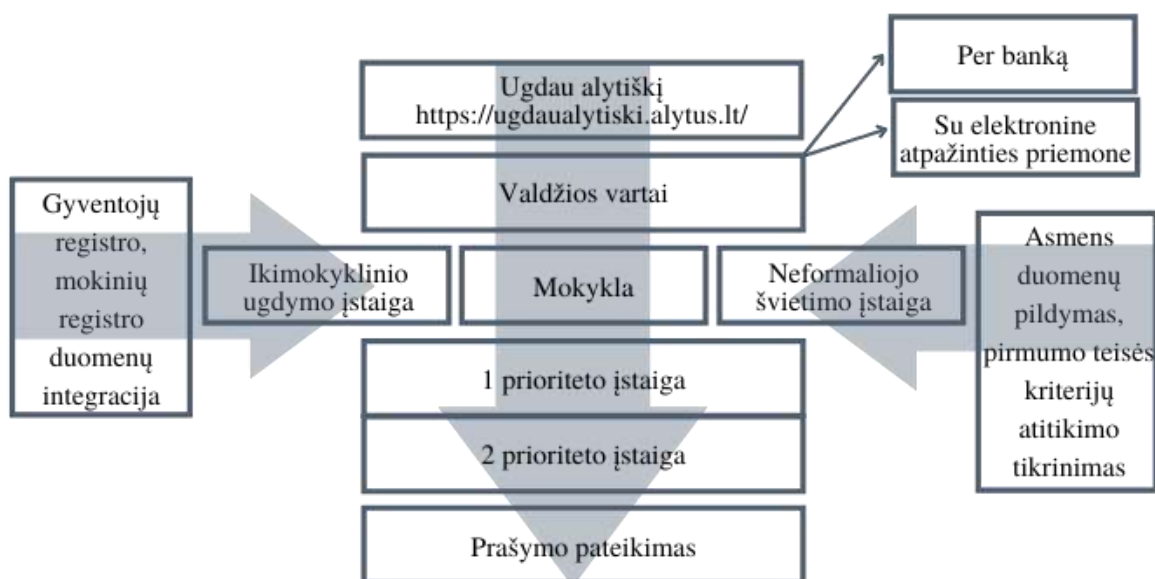 Ugdau alytiškį
https://ugdaualytiski.alytus.lt/
Per banką
Su elektronine
atpažinties priemone
Valdžios vartai
Gyventojų
registro,
mokinių
registro
duomenų
integracija
Ikimokyklinio
ugdymo įstaiga
Mokykla
Neformaliojo
švietimo įstaiga
Asmens
duomenų
pildymas,
pirmumo teisės
kriterijų
atitikimo
tikrinimas
1 prioriteto įstaiga
2 prioriteto įstaiga
Prašymo pateikimas